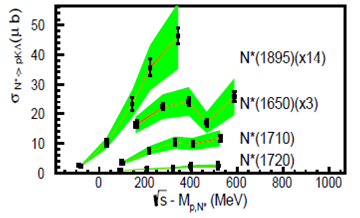 σ N*-> pKΛ (μ b)
50
40
30
20
10
0
N*(1895)(x14)
N*(1650)(x3)
N*(1710)
N*(1720)
0 200 400 600 800 1000
√s - Mp,N* (MeV)